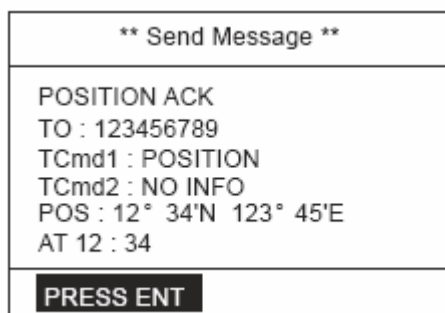 ** Send Message **
POSITION ACK
TO : 123456789
TCmd1 : POSITION
TCmd2 : NO INFO
POS : 12° 34'N 123° 45'E
AT 12 : 34
PRESS ENT